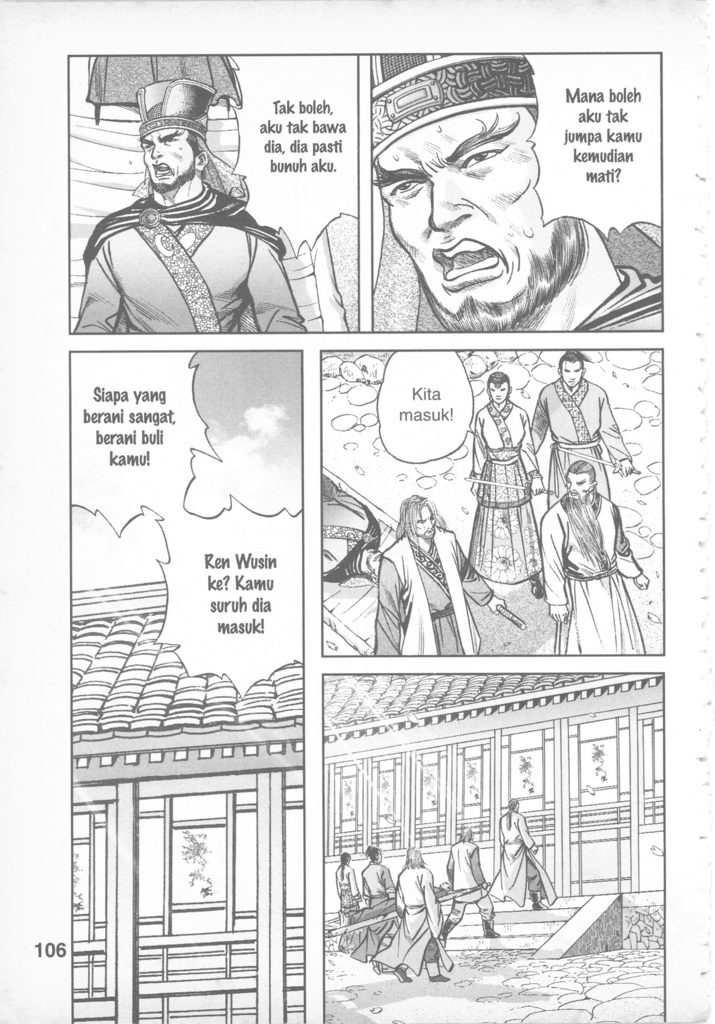 Tak boleh,
aku tak bawa
dia, dia pasti
bunuh aku.
Mana boleh
aku tak
jumpa kamu
kemudian
mati?
Siapa yang
berani sangat,
berani buli
kamu!
Ren Wusin
ke? Kamu
suruh dia
masuk!
Kita
masuk!
106